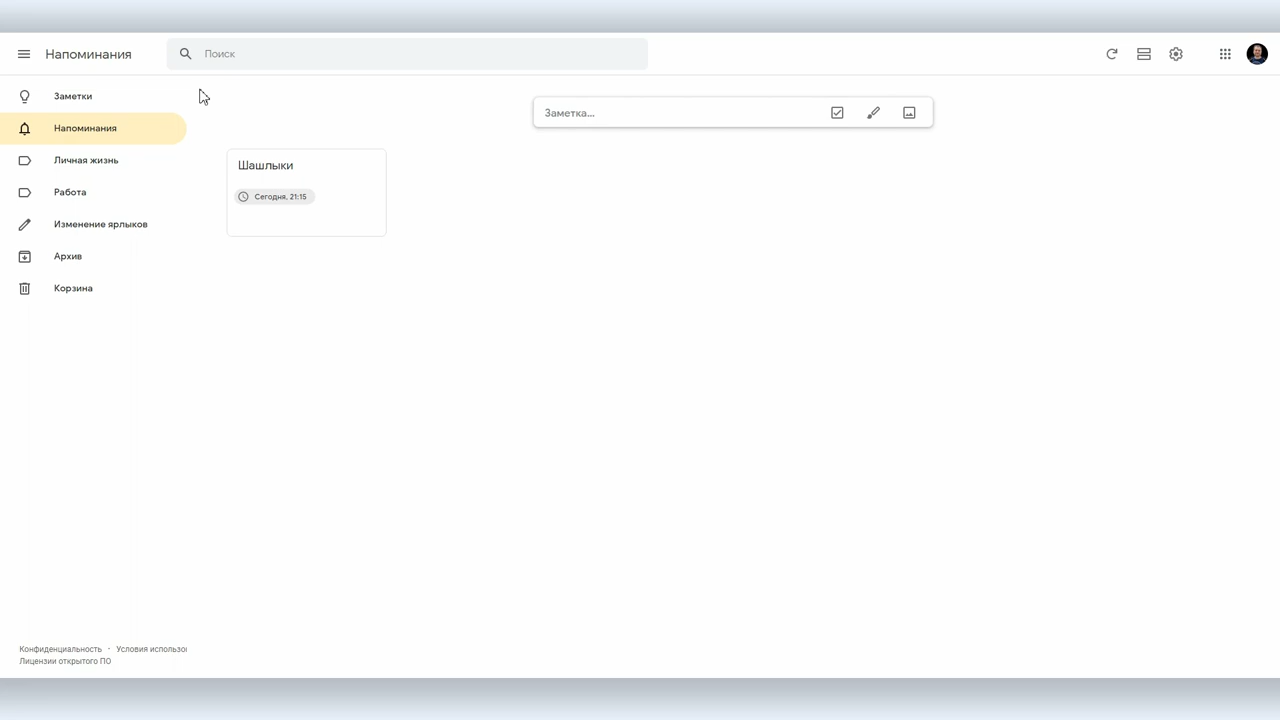 Напоминания
Поиск
Заметки
Напоминания
Личная жизнь
Работа
Изменение ярлыков
Архив
Корзина
Заметка...
Шашлыки
Сегодня, 21:15
Конфиденциальность · Условия использо
Лицензии открытого ПО